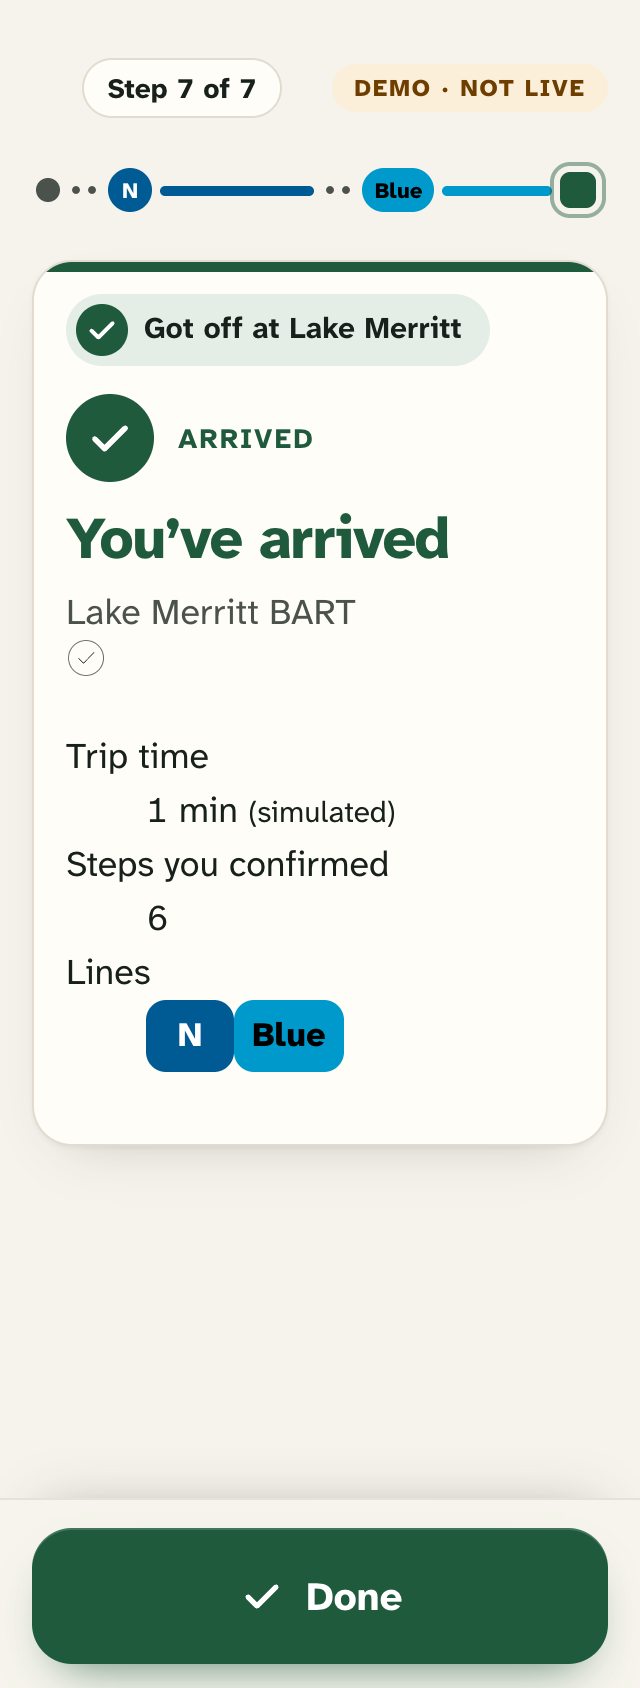 Step 7 of 7
DEMO · NOT LIVE
N
Blue
Got off at Lake Merritt
ARRIVED
You’ve arrived
Lake Merritt BART
Trip time
1 min (simulated)
Steps you confirmed
6
Lines
N Blue
Done